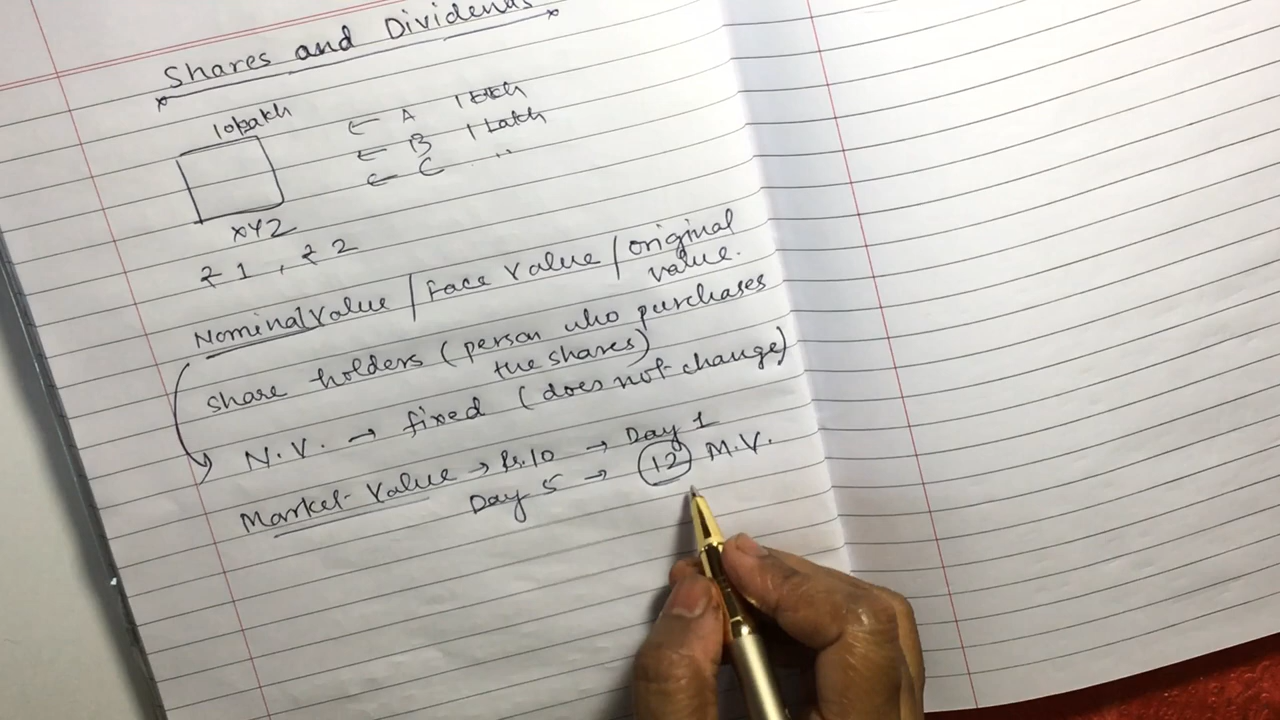 Shares and Dividends
10 Lakh
← A 1 Lakh
← B 1 Lakh
← C "
XYZ
₹ 1 , ₹ 2
Nominal Value / Face Value / original value.
share holders (person who purchases the shares)
N.V. → fixed (does not change)
Market Value → Rs.10 → Day 1
Day 5 → 12 M.V.